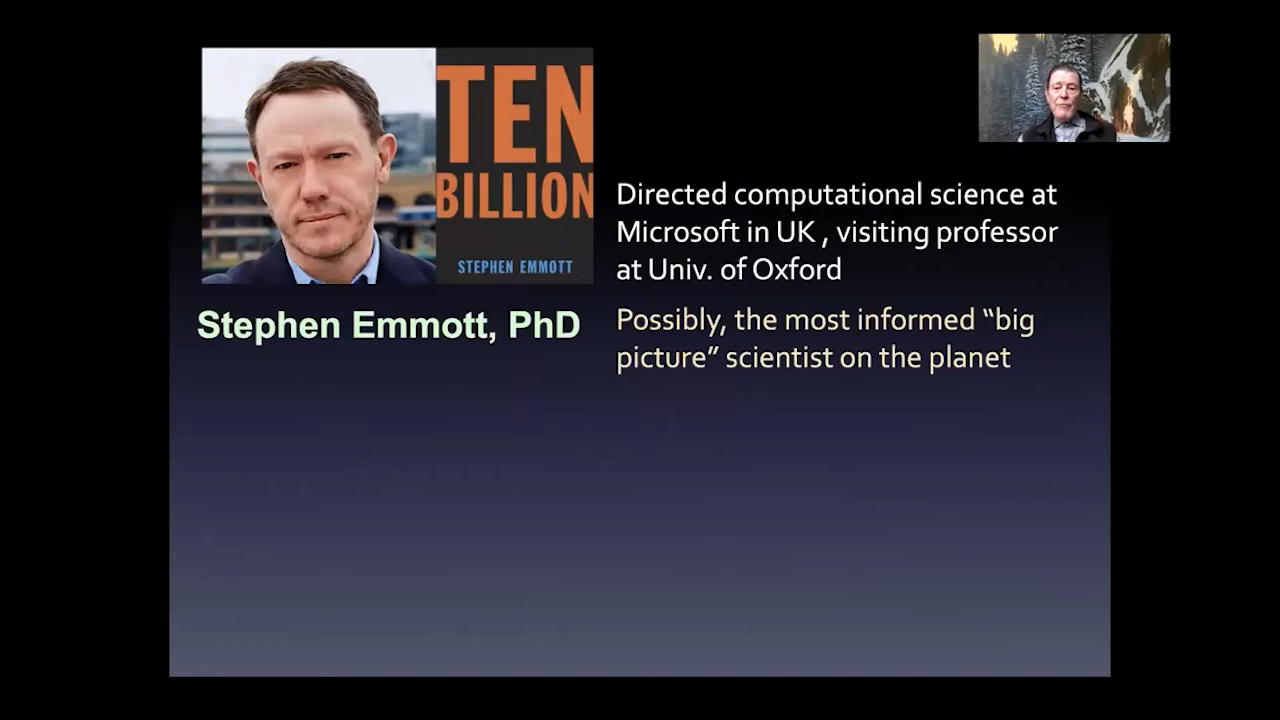 TEN
BILLION
STEPHEN EMMOTT
Stephen Emmott, PhD
Directed computational science at
Microsoft in UK , visiting professor
at Univ. of Oxford
Possibly, the most informed “big
picture” scientist on the planet